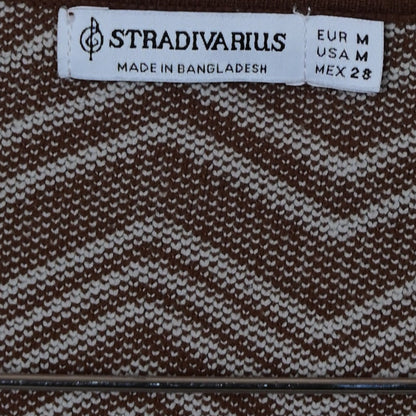 STRADIVARIUS
MADE IN BANGLADESH
EUR M
USA M
MEX 28